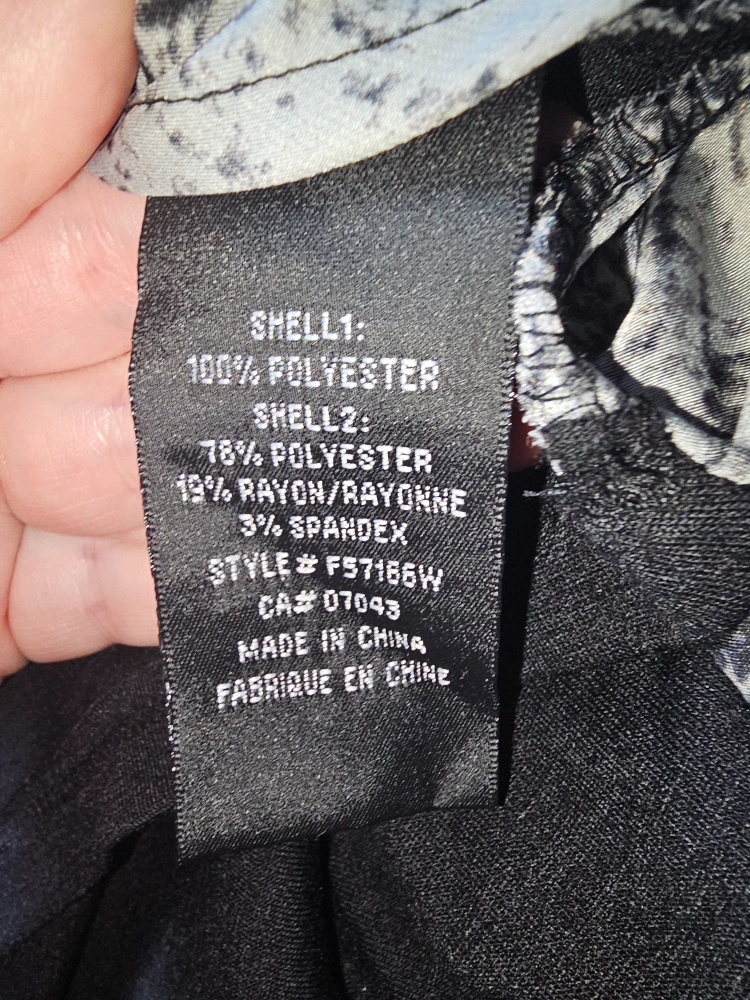 SHELL1:
100% POLYESTER
SHELL2:
78% POLYESTER
19% RAYON/RAYONNE
3% SPANDEX
STYLE# F57166W
CA# 07043
MADE IN CHINA
FABRIQUE EN CHINE